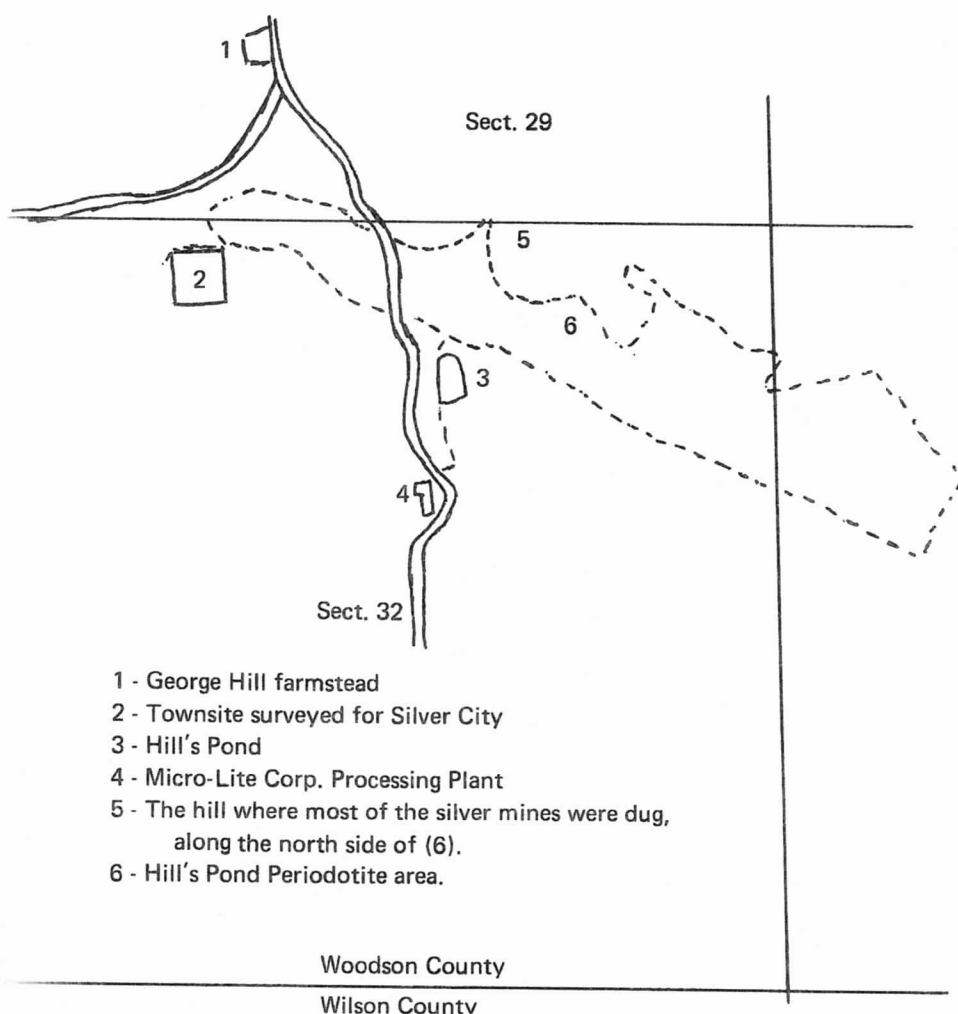 1
Sect. 29
5
2
6
3
4
Sect. 32
1 - George Hill farmstead
2 - Townsite surveyed for Silver City
3 - Hill's Pond
4 - Micro-Lite Corp. Processing Plant
5 - The hill where most of the silver mines were dug,
along the north side of (6).
6 - Hill's Pond Periodotite area.
Woodson County
Wilson County